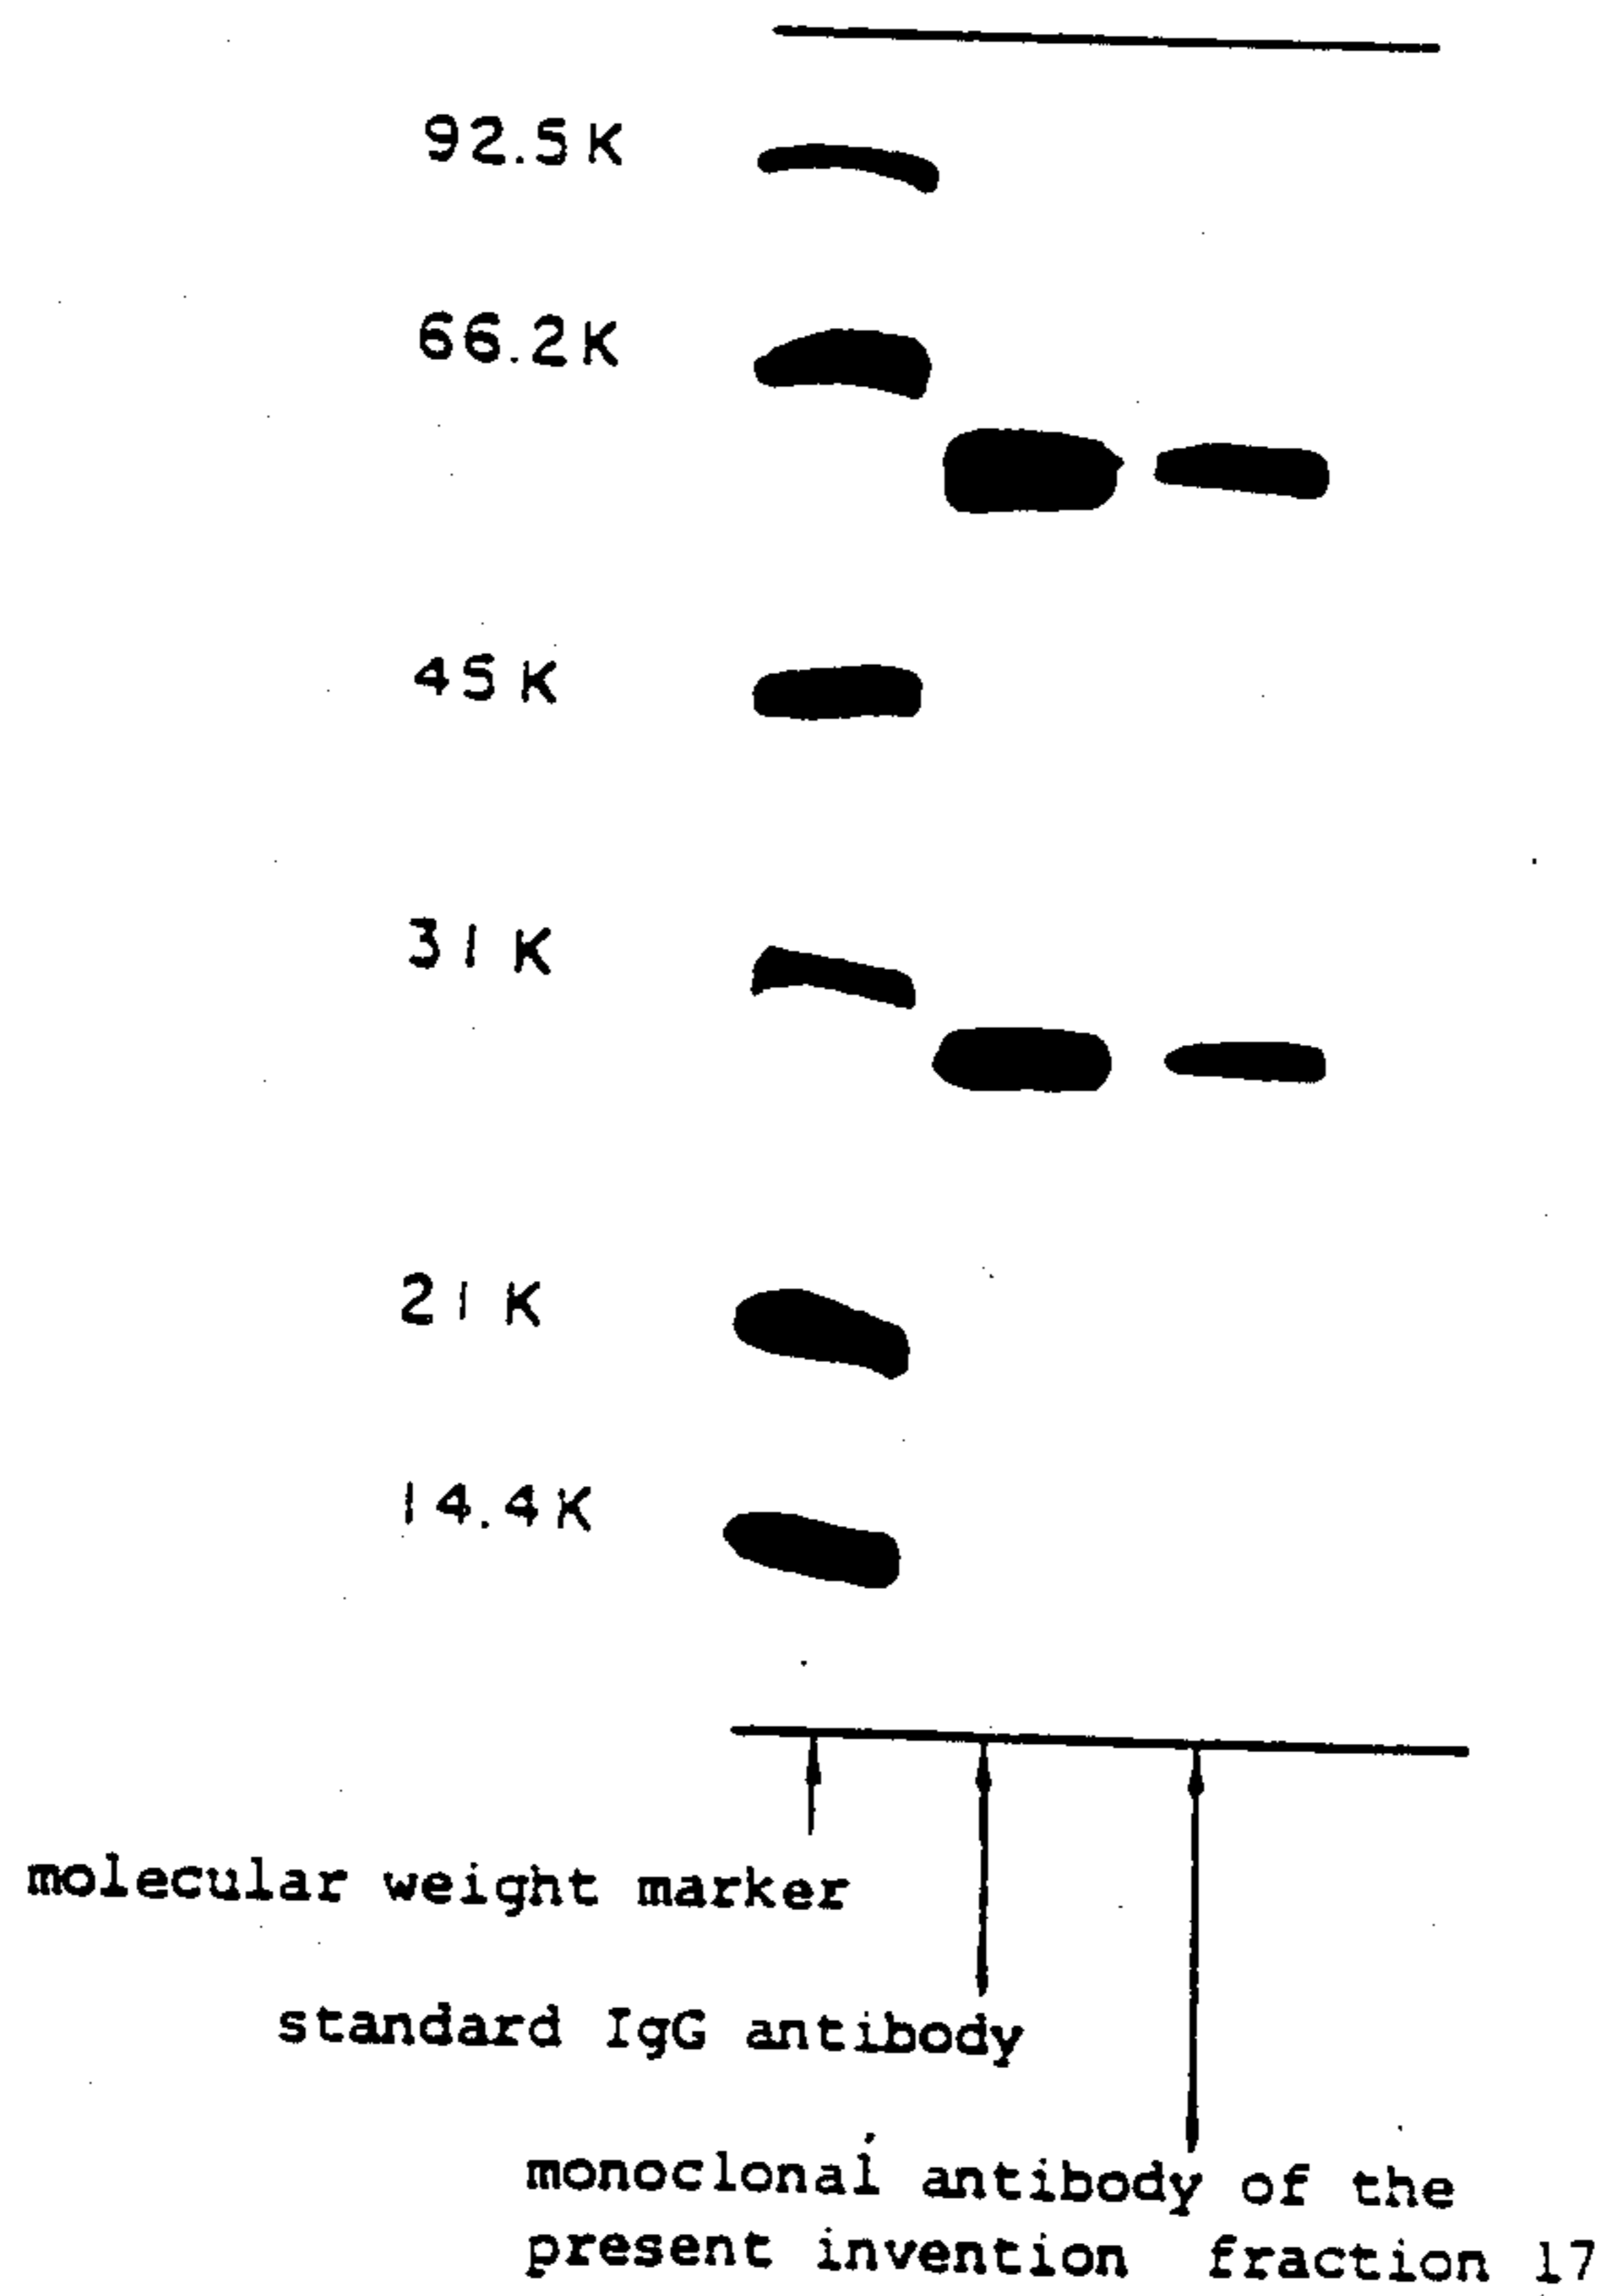 92.5K
66.2K
45K
31K
21K
14.4K
molecular weight marker
standard IgG antibody
monoclonal antibody of the
present invention fraction 17